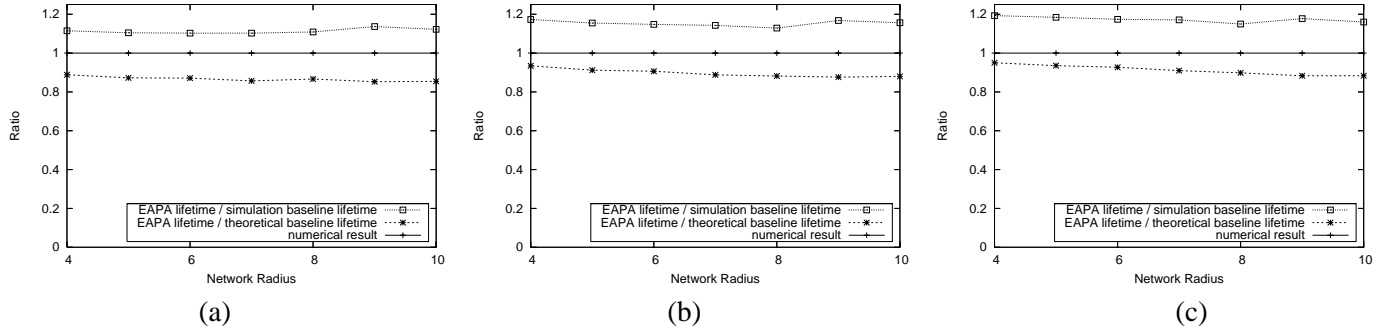 1.2
1
0.8
0.6
0.4
0.2
0
Ratio
EAPA lifetime / simulation baseline lifetime
EAPA lifetime / theoretical baseline lifetime
numerical result
4 6 8 10
Network Radius
(a)
1.2
1
0.8
0.6
0.4
0.2
0
Ratio
EAPA lifetime / simulation baseline lifetime
EAPA lifetime / theoretical baseline lifetime
numerical result
4 6 8 10
Network Radius
(b)
1.2
1
0.8
0.6
0.4
0.2
0
Ratio
EAPA lifetime / simulation baseline lifetime
EAPA lifetime / theoretical baseline lifetime
numerical result
4 6 8 10
Network Radius
(c)